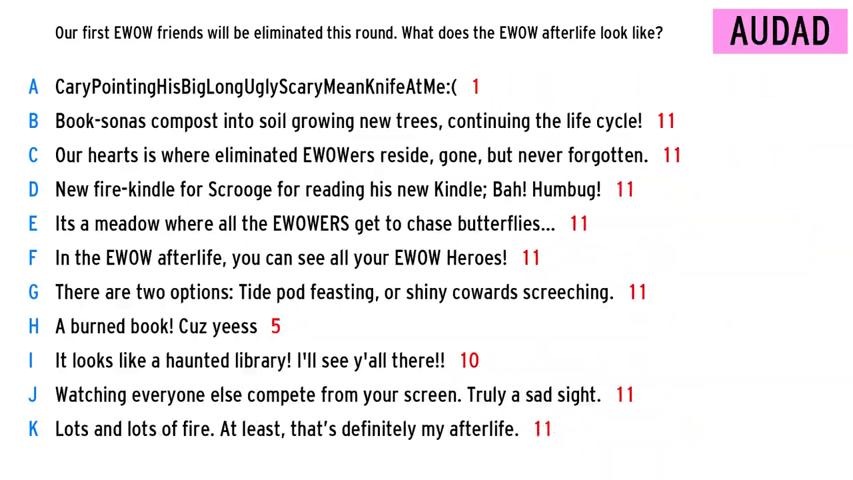 Our first EWOW friends will be eliminated this round. What does the EWOW afterlife look like?
AUDAD
A CaryPointingHisBigLongUglyScaryMeanKnifeAtMe:( 1
B Book-sonas compost into soil growing new trees, continuing the life cycle! 11
C Our hearts is where eliminated EWOWers reside, gone, but never forgotten. 11
D New fire-kindle for Scrooge for reading his new Kindle; Bah! Humbug! 11
E Its a meadow where all the EWOWERS get to chase butterflies... 11
F In the EWOW afterlife, you can see all your EWOW Heroes! 11
G There are two options: Tide pod feasting, or shiny cowards screeching. 11
H A burned book! Cuz yeess 5
I It looks like a haunted library! I'll see y'all there!! 10
J Watching everyone else compete from your screen. Truly a sad sight. 11
K Lots and lots of fire. At least, that’s definitely my afterlife. 11